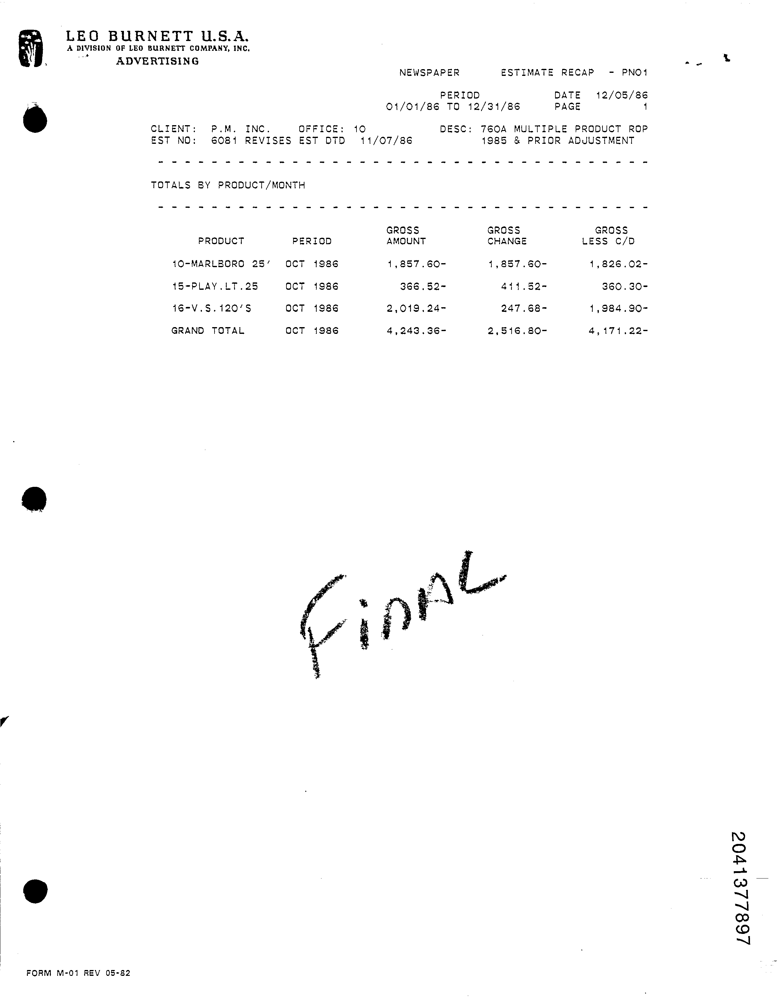 LEO BURNETT U.S.A.
A DIVISION OF LEO BURNETT COMPANY, INC.
ADVERTISING
NEWSPAPER ESTIMATE RECAP - PNO1
PERIOD DATE 12/05/86
01/01/86 TO 12/31/86 PAGE 1
CLIENT: P.M. INC. OFFICE: 10 DESC: 760A MULTIPLE PRODUCT ROP
EST NO: 6081 REVISES EST DTD 11/07/86 1985 & PRIOR ADJUSTMENT
TOTALS BY PRODUCT/MONTH
GROSS GROSS GROSS
PRODUCT PERIOD AMOUNT CHANGE LESS C/D
10-MARLBORO 25' OCT 1986 1,857.60- 1,857.60- 1,826.02-
15-PLAY.LT.25 OCT 1986 366.52- 411.52- 360.30-
16-V.S.120'S OCT 1986 2,019.24- 247.68- 1,984.90-
GRAND TOTAL OCT 1986 4,243.36- 2,516.80- 4,171.22-
FiNAL
2041377897
FORM M-01 REV 05-82